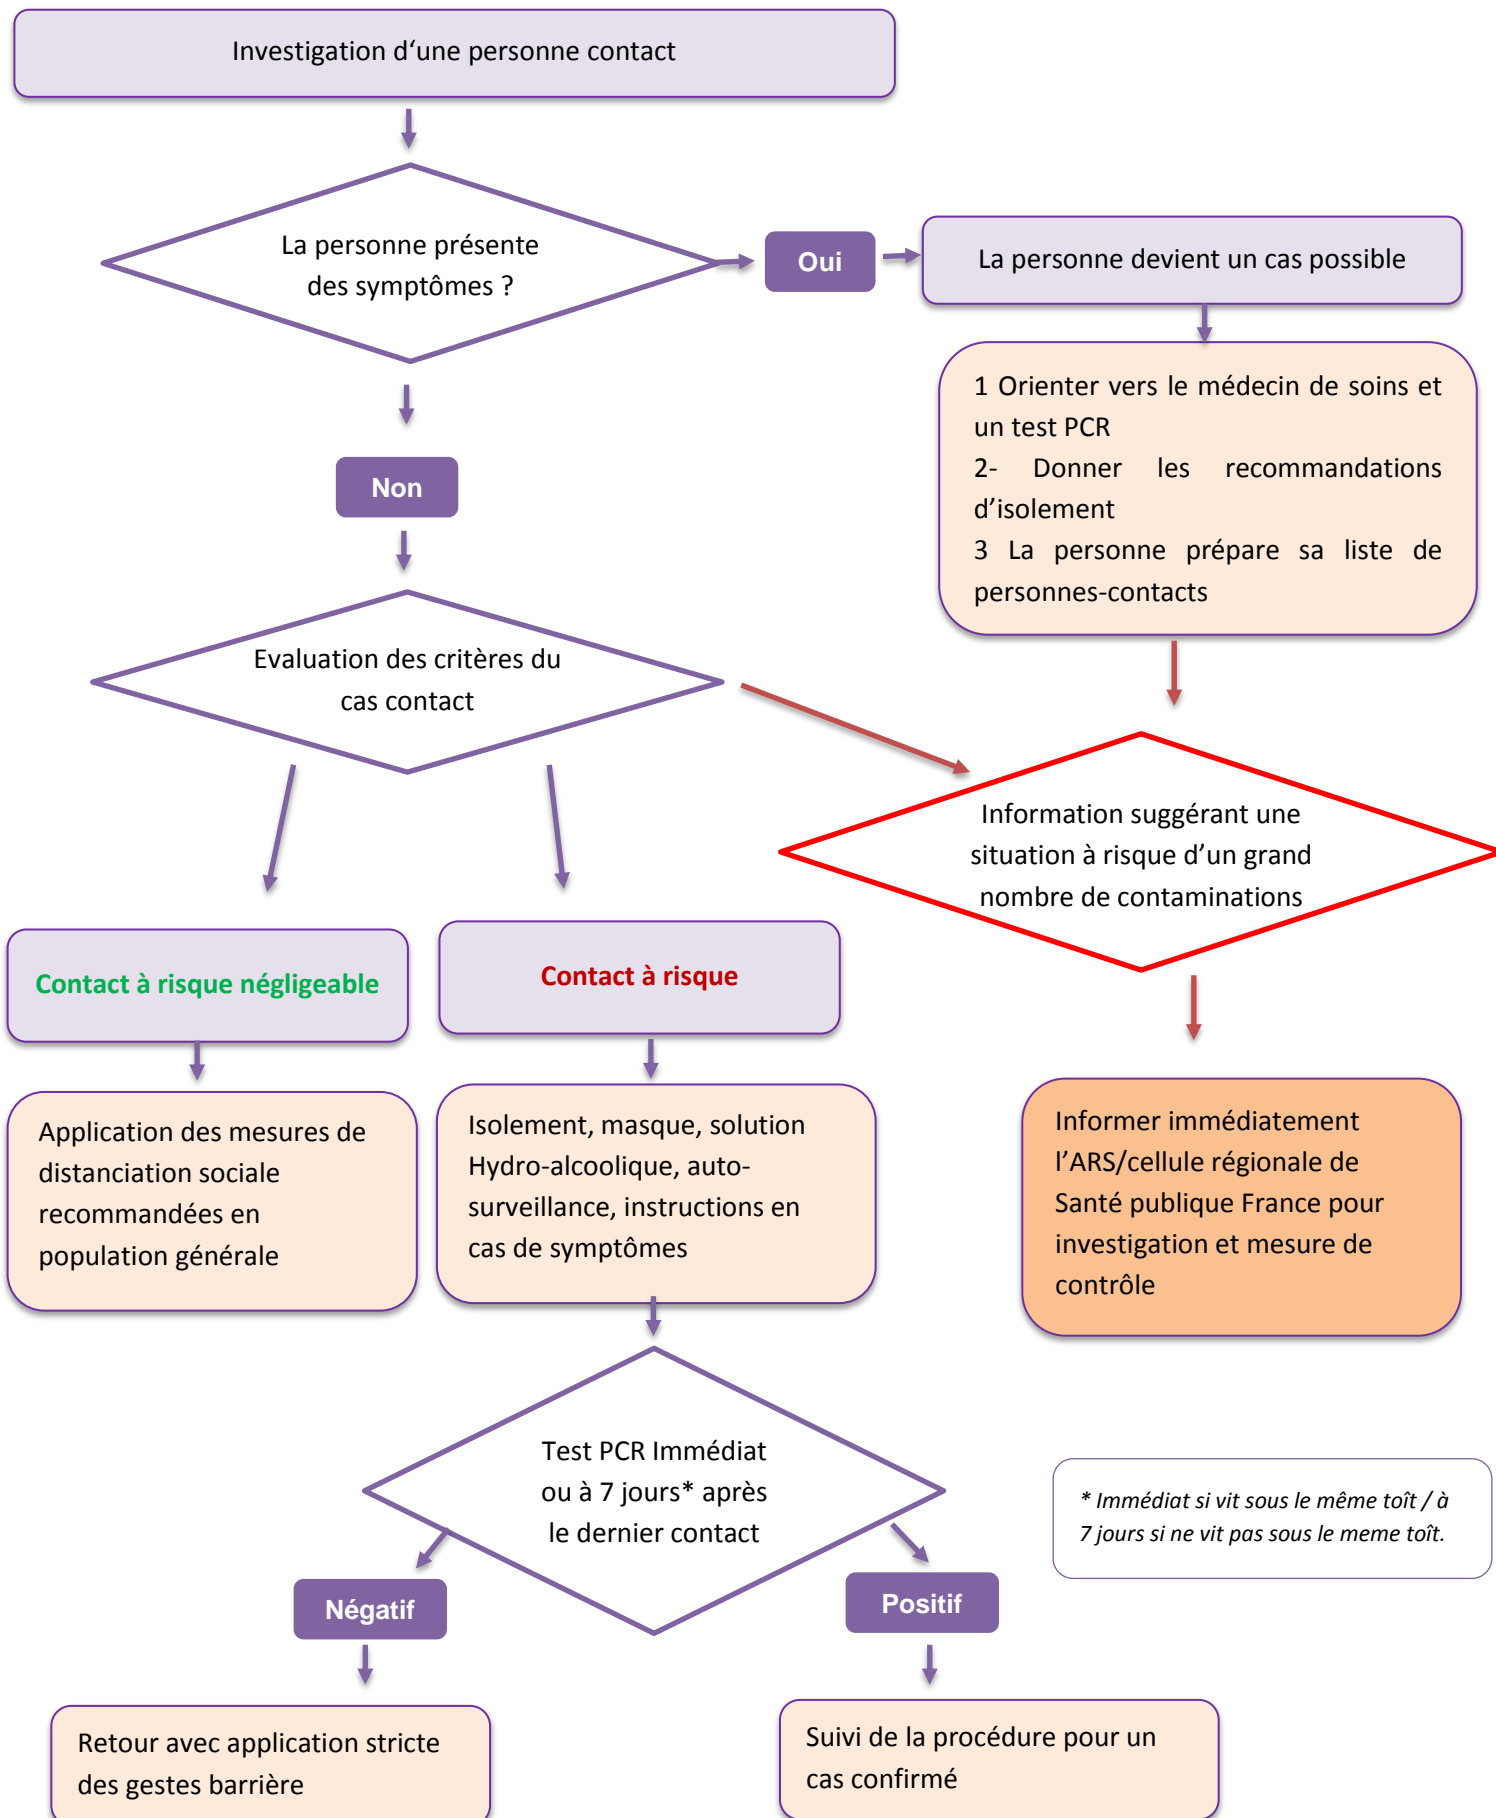 Investigation d‘une personne contact
La personne présente
des symptômes ?
Oui
La personne devient un cas possible
1 Orienter vers le médecin de soins et
un test PCR
2- Donner les recommandations
d’isolement
3 La personne prépare sa liste de
personnes-contacts
Non
Evaluation des critères du
cas contact
Information suggérant une
situation à risque d’un grand
nombre de contaminations
Contact à risque négligeable
Contact à risque
Application des mesures de
distanciation sociale
recommandées en
population générale
Isolement, masque, solution
Hydro-alcoolique, auto-
surveillance, instructions en
cas de symptômes
Informer immédiatement
l’ARS/cellule régionale de
Santé publique France pour
investigation et mesure de
contrôle
Test PCR Immédiat
ou à 7 jours* après
le dernier contact
* Immédiat si vit sous le même toît / à
7 jours si ne vit pas sous le meme toît.
Négatif
Positif
Retour avec application stricte
des gestes barrière
Suivi de la procédure pour un
cas confirmé